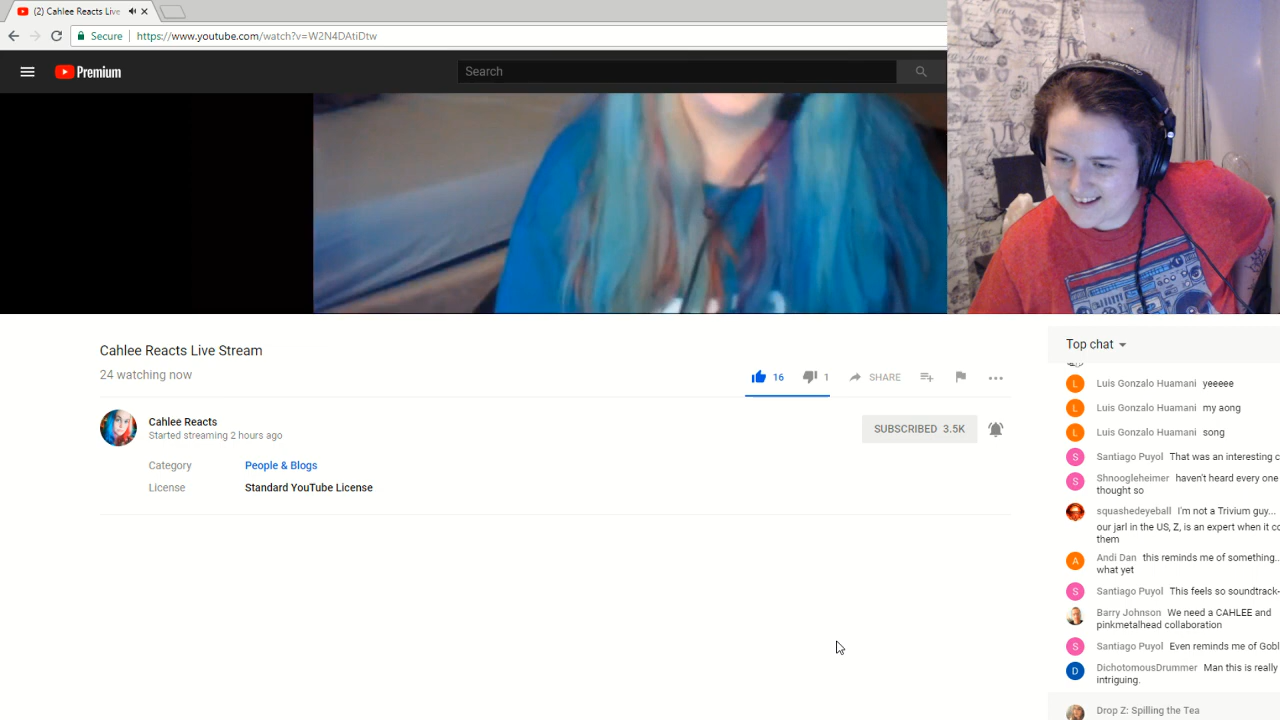 (2) Cahlee Reacts Live
Secure
https://www.youtube.com/watch?v=W2N4DAtiDtw
Premium
Search
Cahlee Reacts Live Stream
24 watching now
16
1
SHARE
Cahlee Reacts
Started streaming 2 hours ago
SUBSCRIBED 3.5K
Category People & Blogs
License Standard YouTube License
Top chat
L Luis Gonzalo Huamani yeeeee
L Luis Gonzalo Huamani my aong
L Luis Gonzalo Huamani song
S Santiago Puyol That was an interesting c
S Shnoogleheimer haven't heard every one
thought so
squashedeyeball I'm not a Trivium guy...
our jarl in the US, Z, is an expert when it co
them
A Andi Dan this reminds me of something..
what yet
S Santiago Puyol This feels so soundtrack-
Barry Johnson We need a CAHLEE and
pinkmetalhead collaboration
S Santiago Puyol Even reminds me of Gobl
D DichotomousDrummer Man this is really
intriguing.
Drop Z: Spilling the Tea